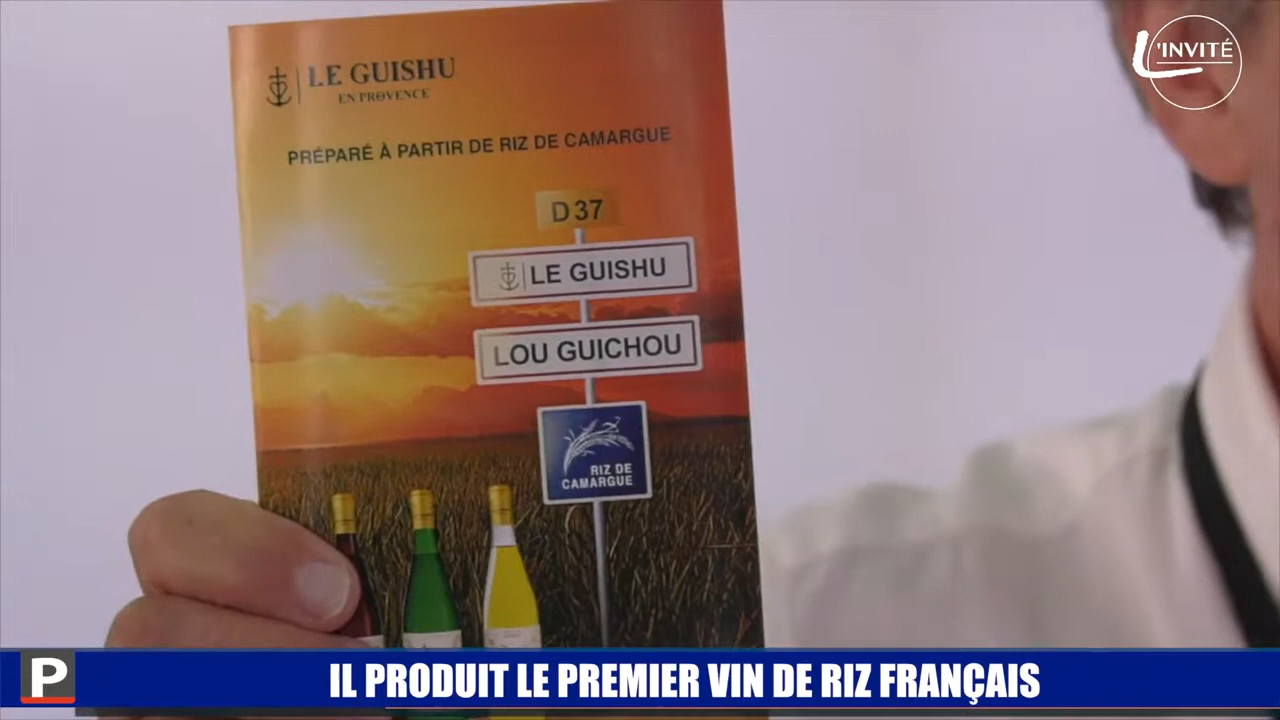 LE GUISHU
EN PROVENCE
PRÉPARÉ À PARTIR DE RIZ DE CAMARGUE
D 37
LE GUISHU
LOU GUICHOU
RIZ DE
CAMARGUE
L'INVITÉ
P
IL PRODUIT LE PREMIER VIN DE RIZ FRANÇAIS